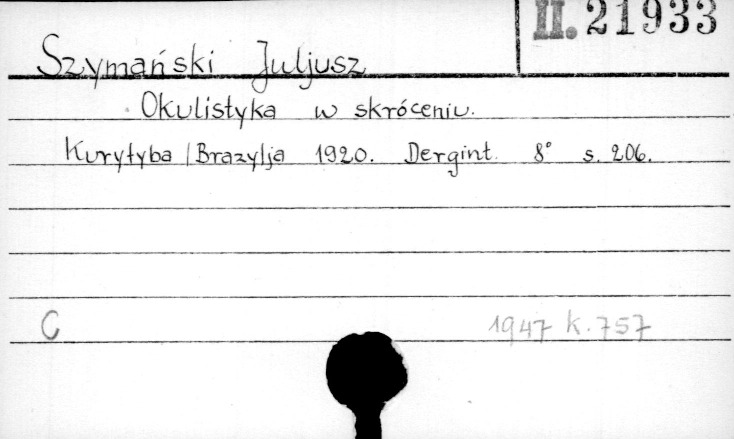 II. 21933
Szymański Juljusz
Okulistyka w skróceniu.
Kurytyba / Brazylja 1920. Dergint. 8° s. 206.
C 1947 k. 757